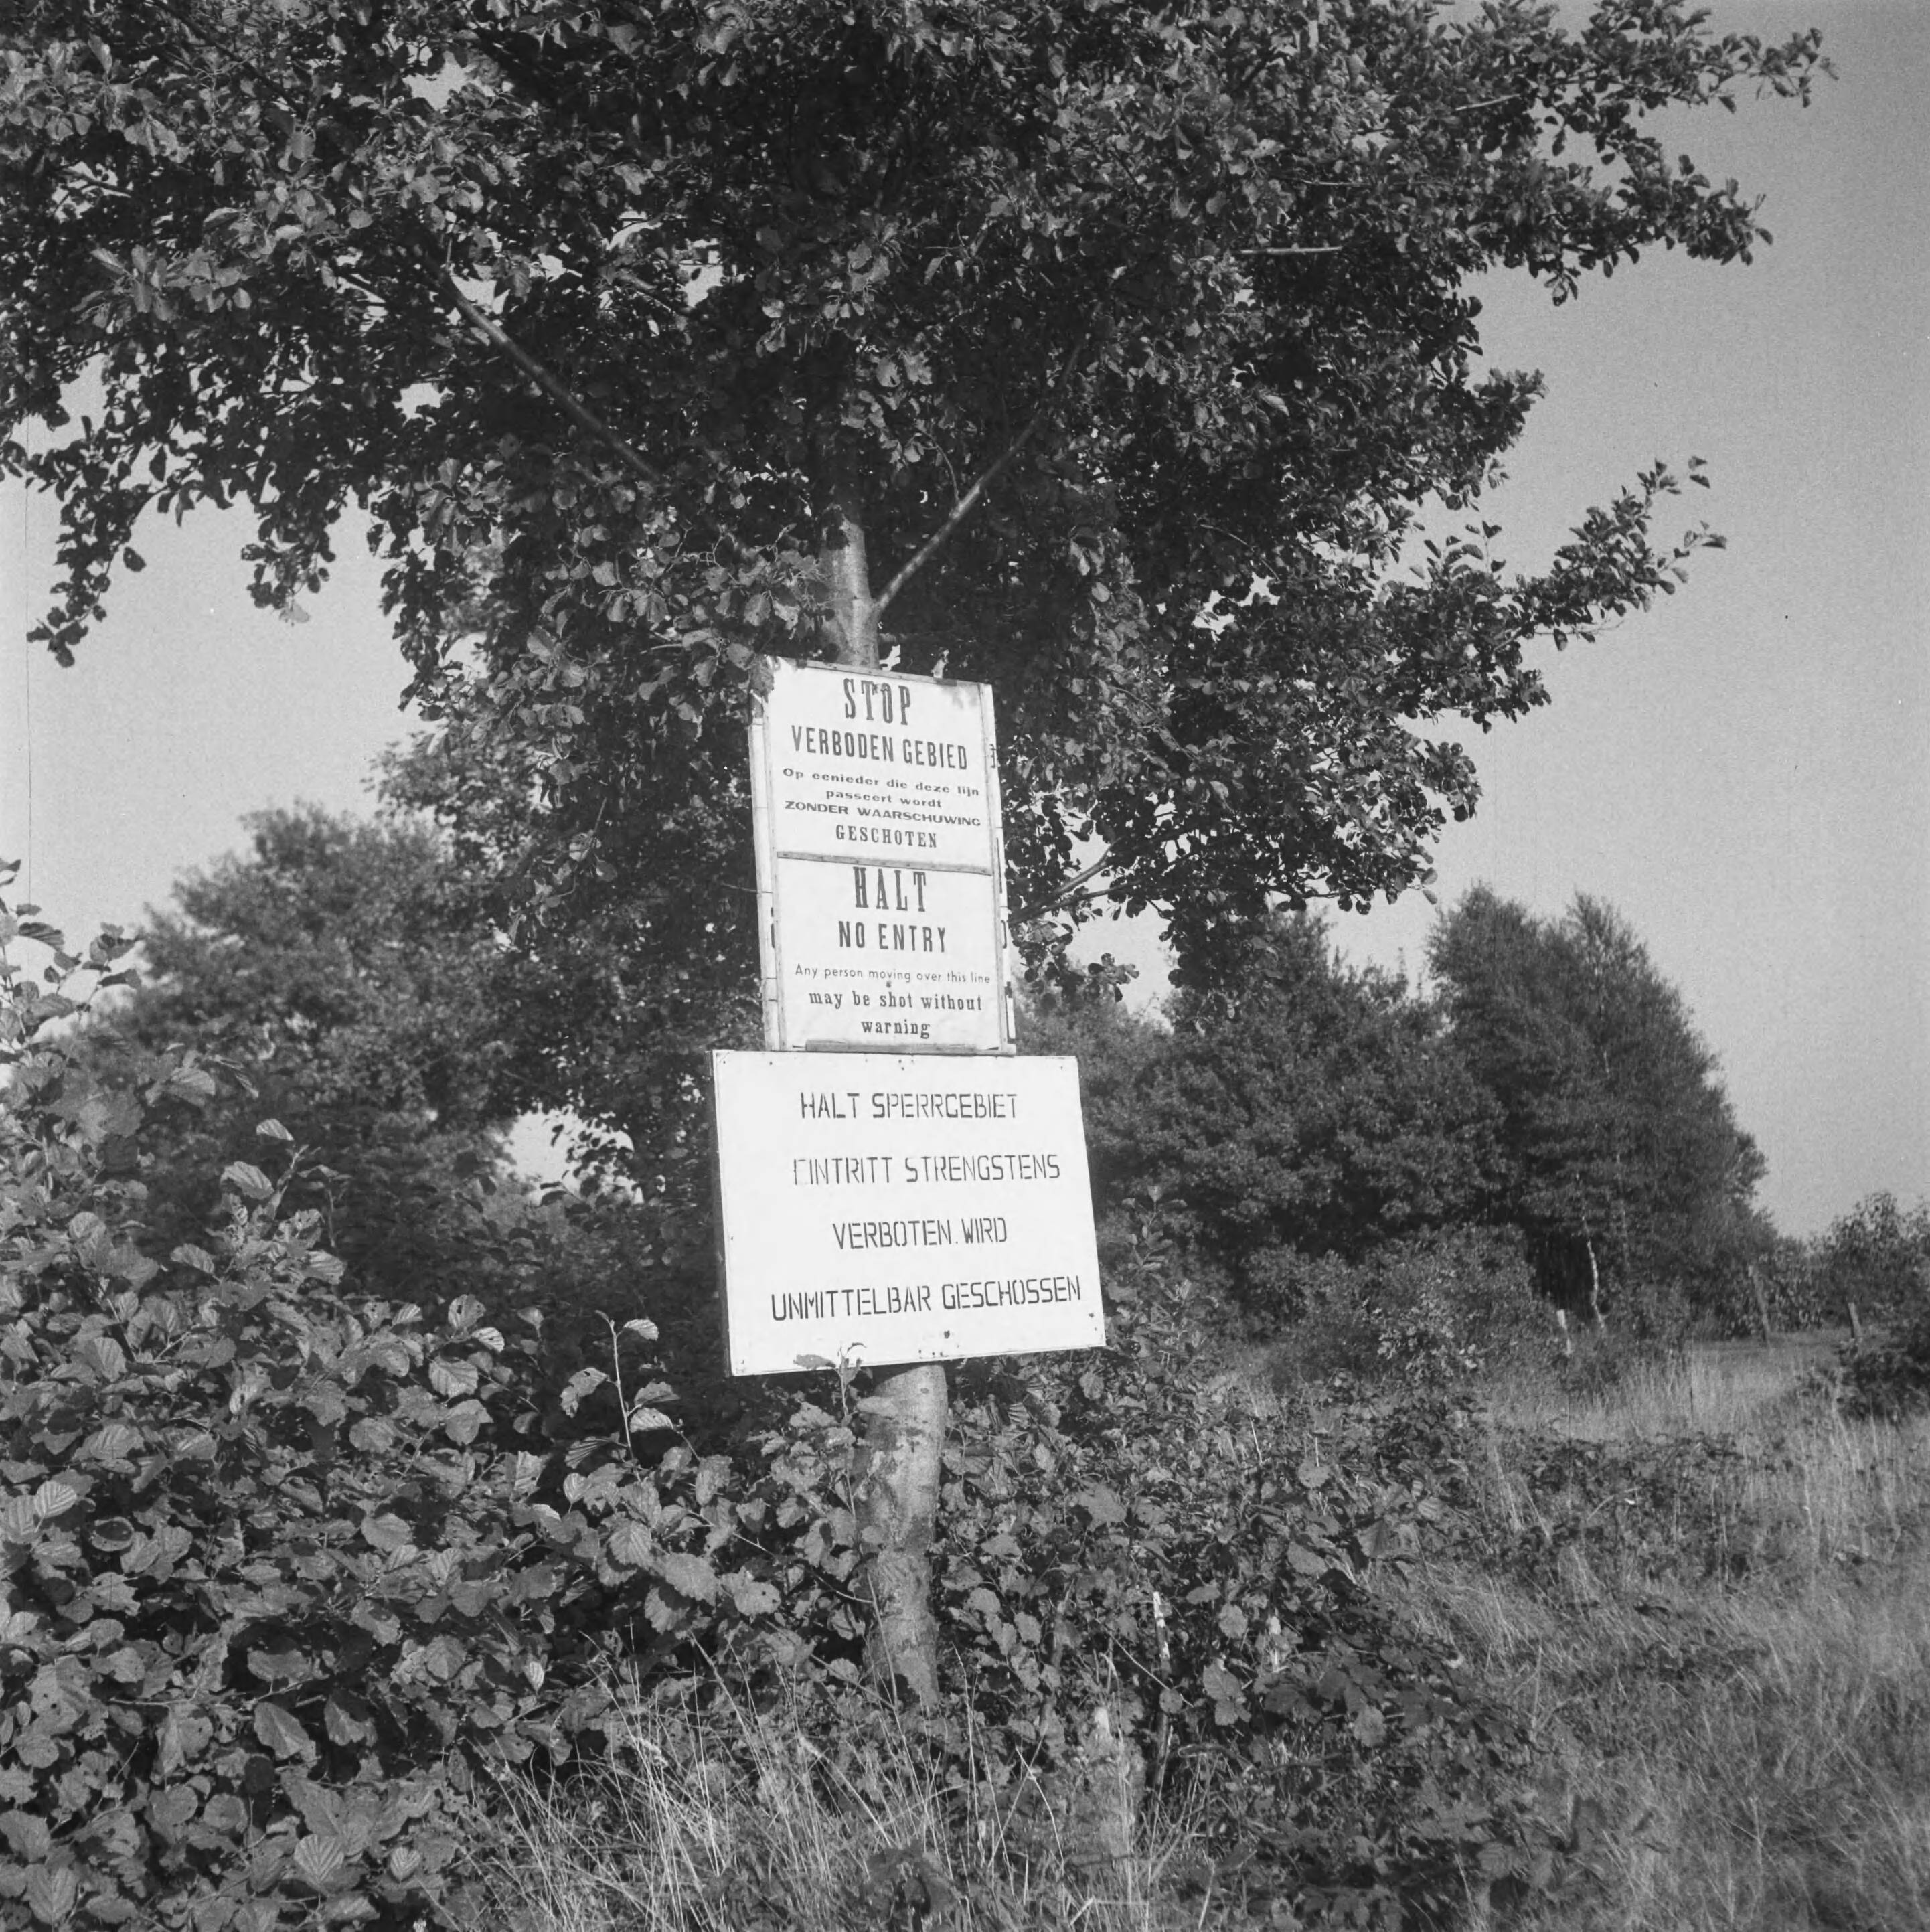 STOP
VERBODEN GEBIED
Op eenieder die deze lijn
passeert wordt
ZONDER WAARSCHUWING
GESCHOTEN
HALT
NO ENTRY
Any person moving over this line
may be shot without
warning
HALT SPERRGEBIET
EINTRITT STRENGSTENS
VERBOTEN. WIRD
UNMITTELBAR GESCHOSSEN